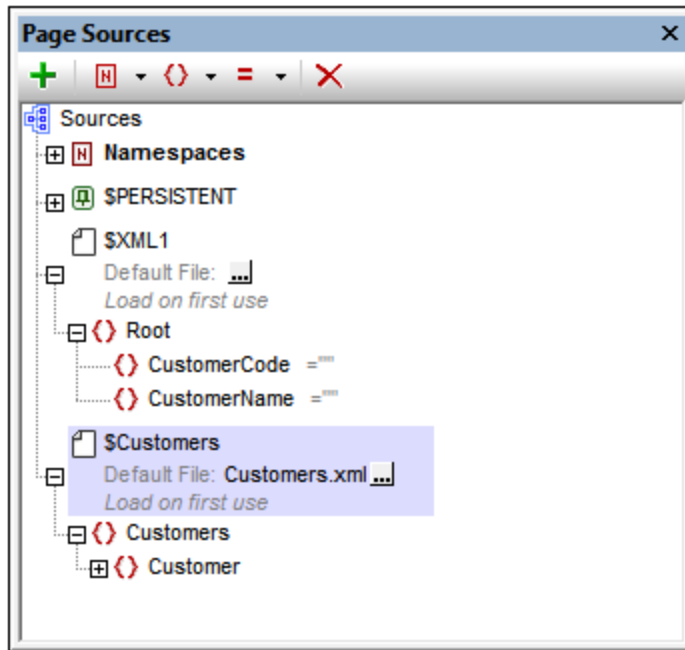 Page Sources
Sources
Namespaces
$PERSISTENT
$XML1
Default File: ...
Load on first use
Root
CustomerCode =""
CustomerName =""
$Customers
Default File: Customers.xml ...
Load on first use
Customers
Customer